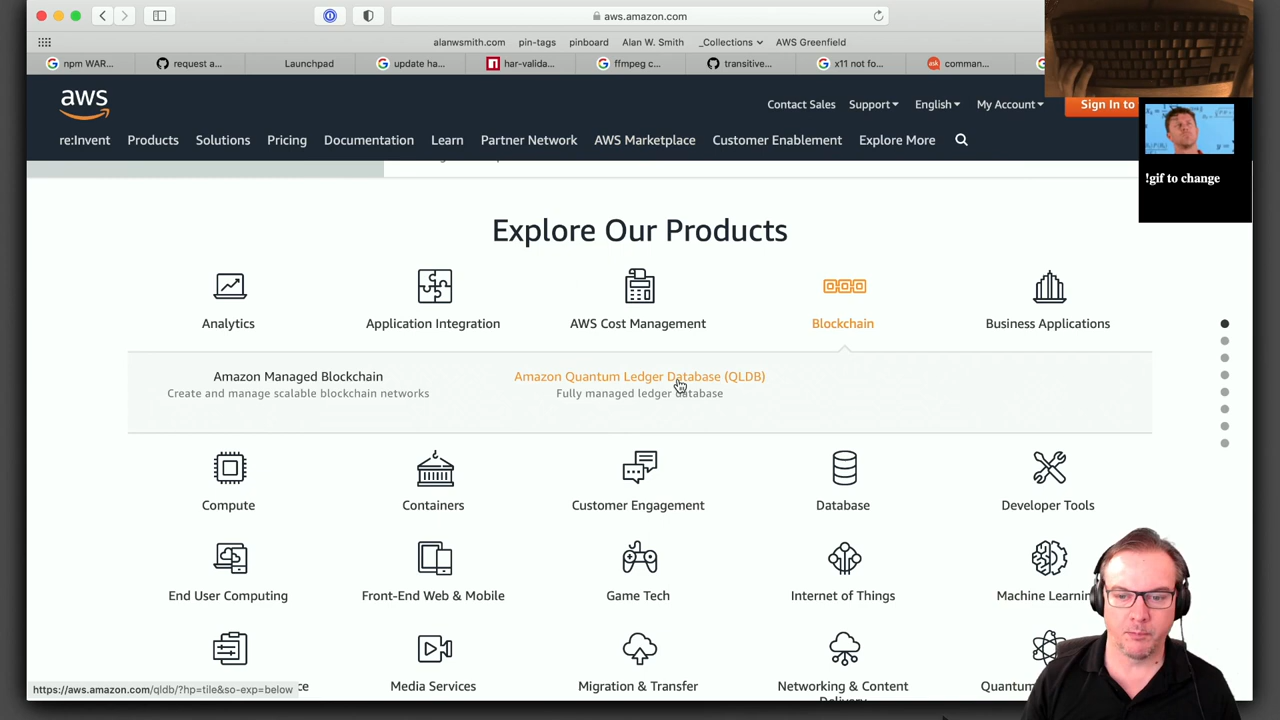 aws.amazon.com
alanwsmith.com pin-tags pinboard Alan W. Smith _Collections AWS Greenfield
npm WAR... request a... Launchpad update ha... har-valida... ffmpeg c... transitive... x11 not fo... comman...
aws
Contact Sales Support English My Account Sign In to
re:Invent Products Solutions Pricing Documentation Learn Partner Network AWS Marketplace Customer Enablement Explore More
!gif to change
Explore Our Products
Analytics Application Integration AWS Cost Management Blockchain Business Applications
Amazon Managed Blockchain Amazon Quantum Ledger Database (QLDB)
Create and manage scalable blockchain networks Fully managed ledger database
Compute Containers Customer Engagement Database Developer Tools
End User Computing Front-End Web & Mobile Game Tech Internet of Things Machine Learnin
Media Services Migration & Transfer Networking & Content Quantu
Delivery
https://aws.amazon.com/qldb/?hp=tile&so-exp=below ce